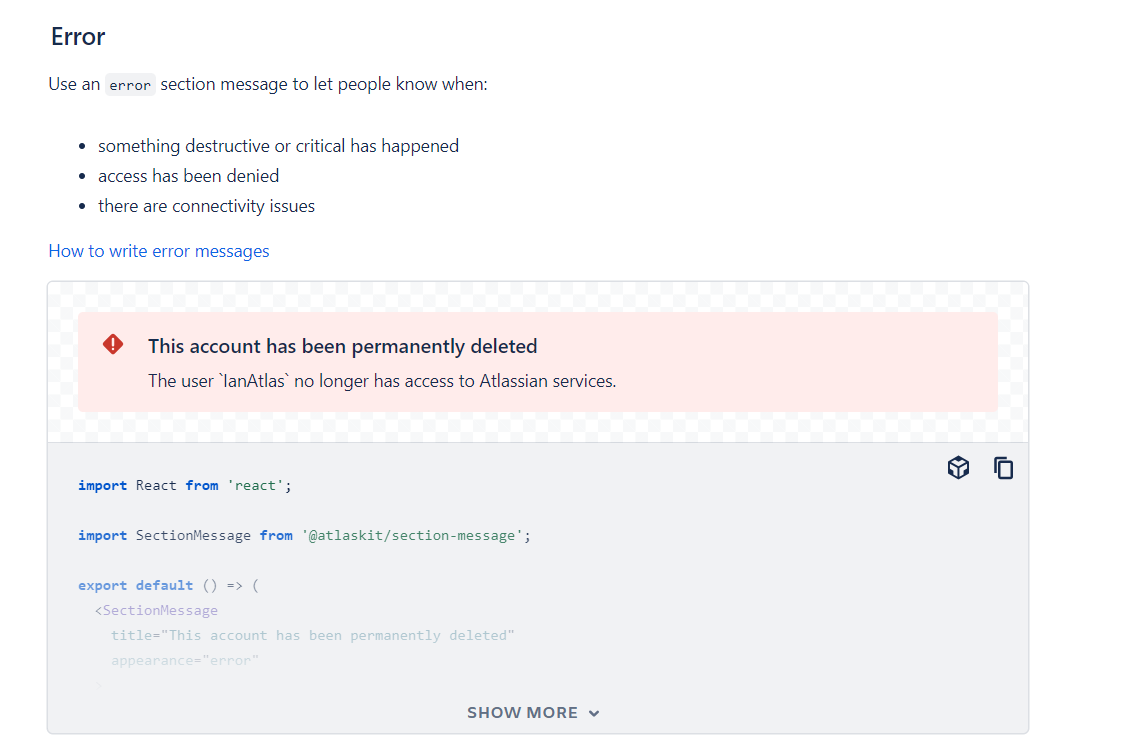 Error
Use an error section message to let people know when:
• something destructive or critical has happened
• access has been denied
• there are connectivity issues
How to write error messages
This account has been permanently deleted
The user `IanAtlas` no longer has access to Atlassian services.
import React from 'react';
import SectionMessage from '@atlaskit/section-message';
export default () => (
<SectionMessage
title="This account has been permanently deleted"
appearance="error"
>
SHOW MORE